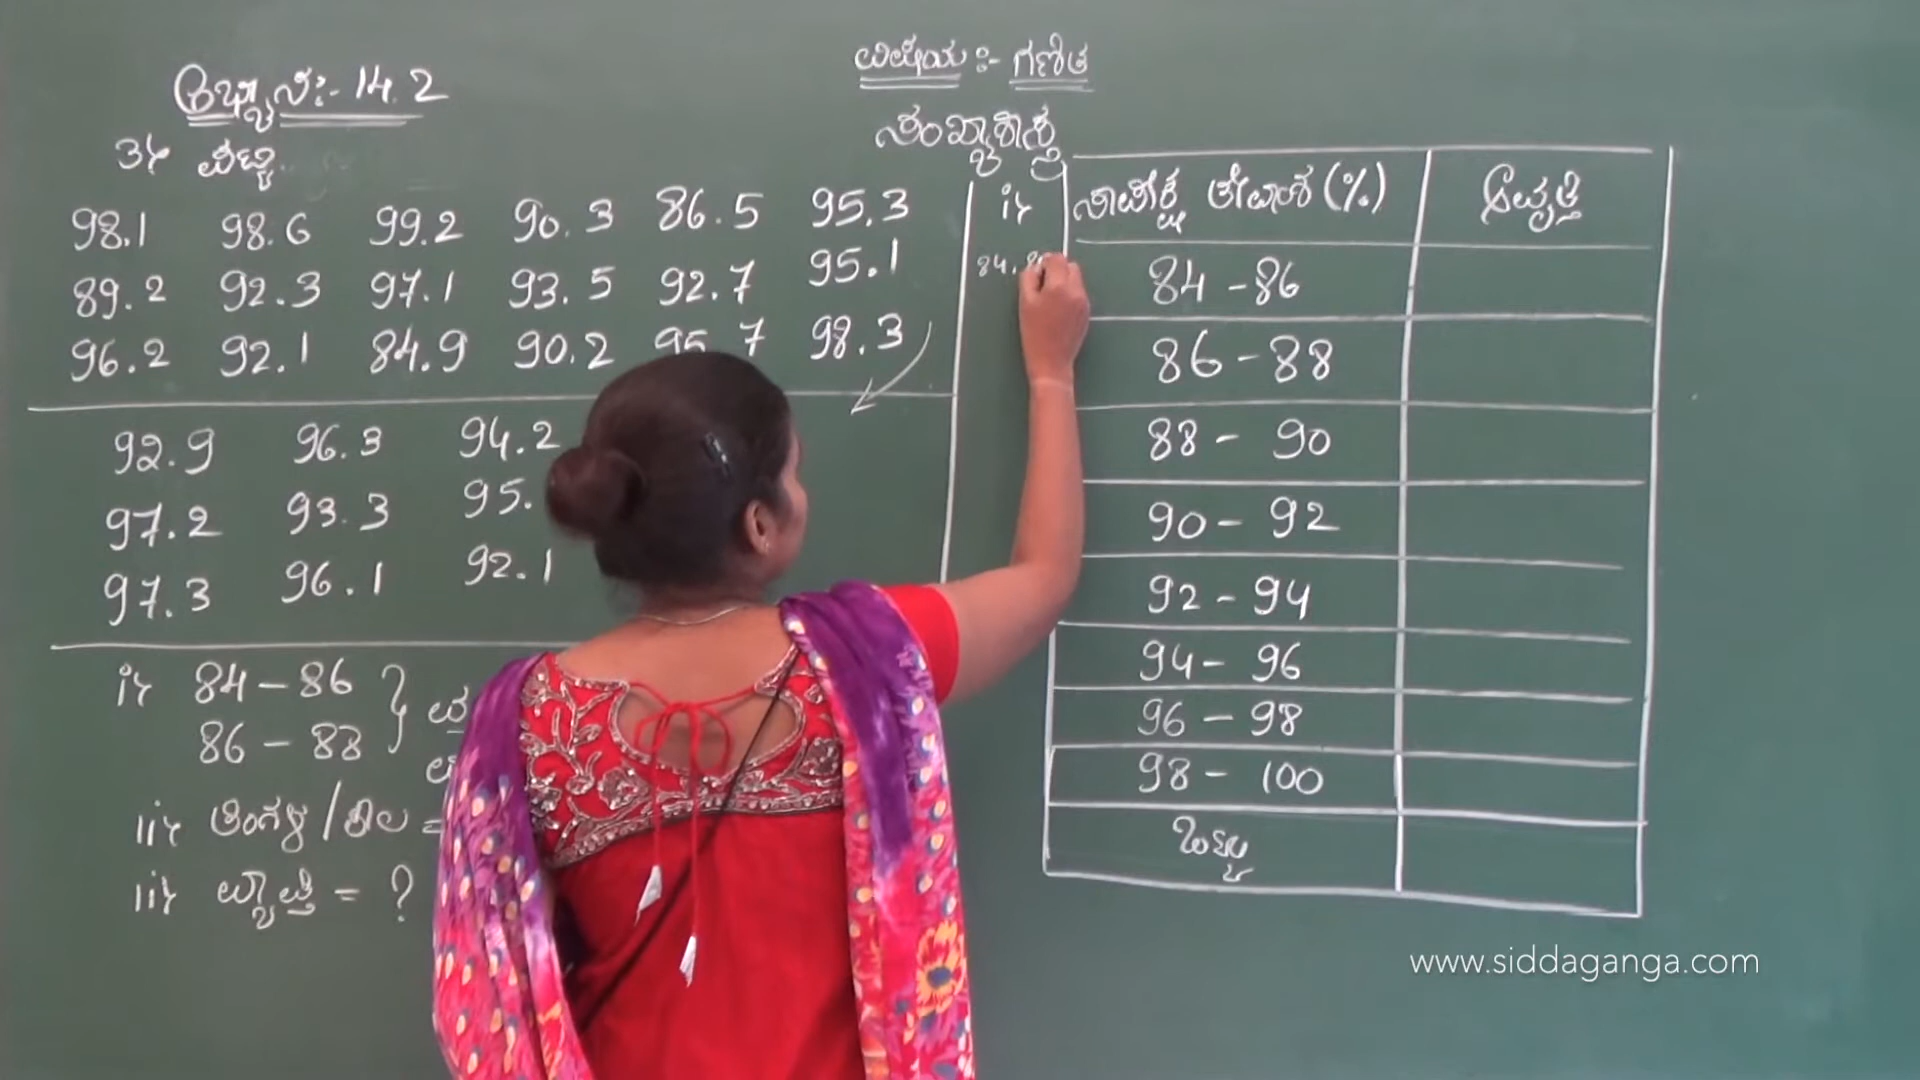 ಅಭ್ಯಾಸ:- 14.2
ವಿಷಯ :- ಗಣಿತ
ಸಂಖ್ಯಾಶಾಸ್ತ್ರ
3)
98.1 98.6 99.2 90.3 86.5 95.3
89.2 92.3 97.1 93.5 92.7 95.1
96.2 92.1 84.9 90.2 95.7 98.3
92.9 96.3 94.2
97.2 93.3 95.
97.3 96.1 92.1
i) 84-86
86-88
ii) =
iii) ವ್ಯಾಪ್ತಿ = ?
i)
84.
ಸಾಪೇಕ್ಷ ತೇವಾಂಶ (%) ಆವೃತ್ತಿ
84-86
86-88
88-90
90-92
92-94
94-96
96-98
98-100
ಒಟ್ಟು
www.siddaganga.com